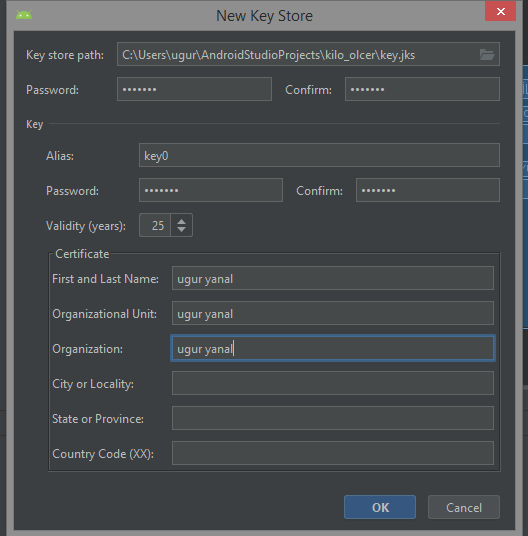 New Key Store
Key store path: C:\Users\ugur\AndroidStudioProjects\kilo_olcer\key.jks
Password: ••••••• Confirm: •••••••
Key
Alias: key0
Password: ••••••• Confirm: •••••••
Validity (years): 25
Certificate
First and Last Name: ugur yanal
Organizational Unit: ugur yanal
Organization: ugur yanal
City or Locality:
State or Province:
Country Code (XX):
OK Cancel